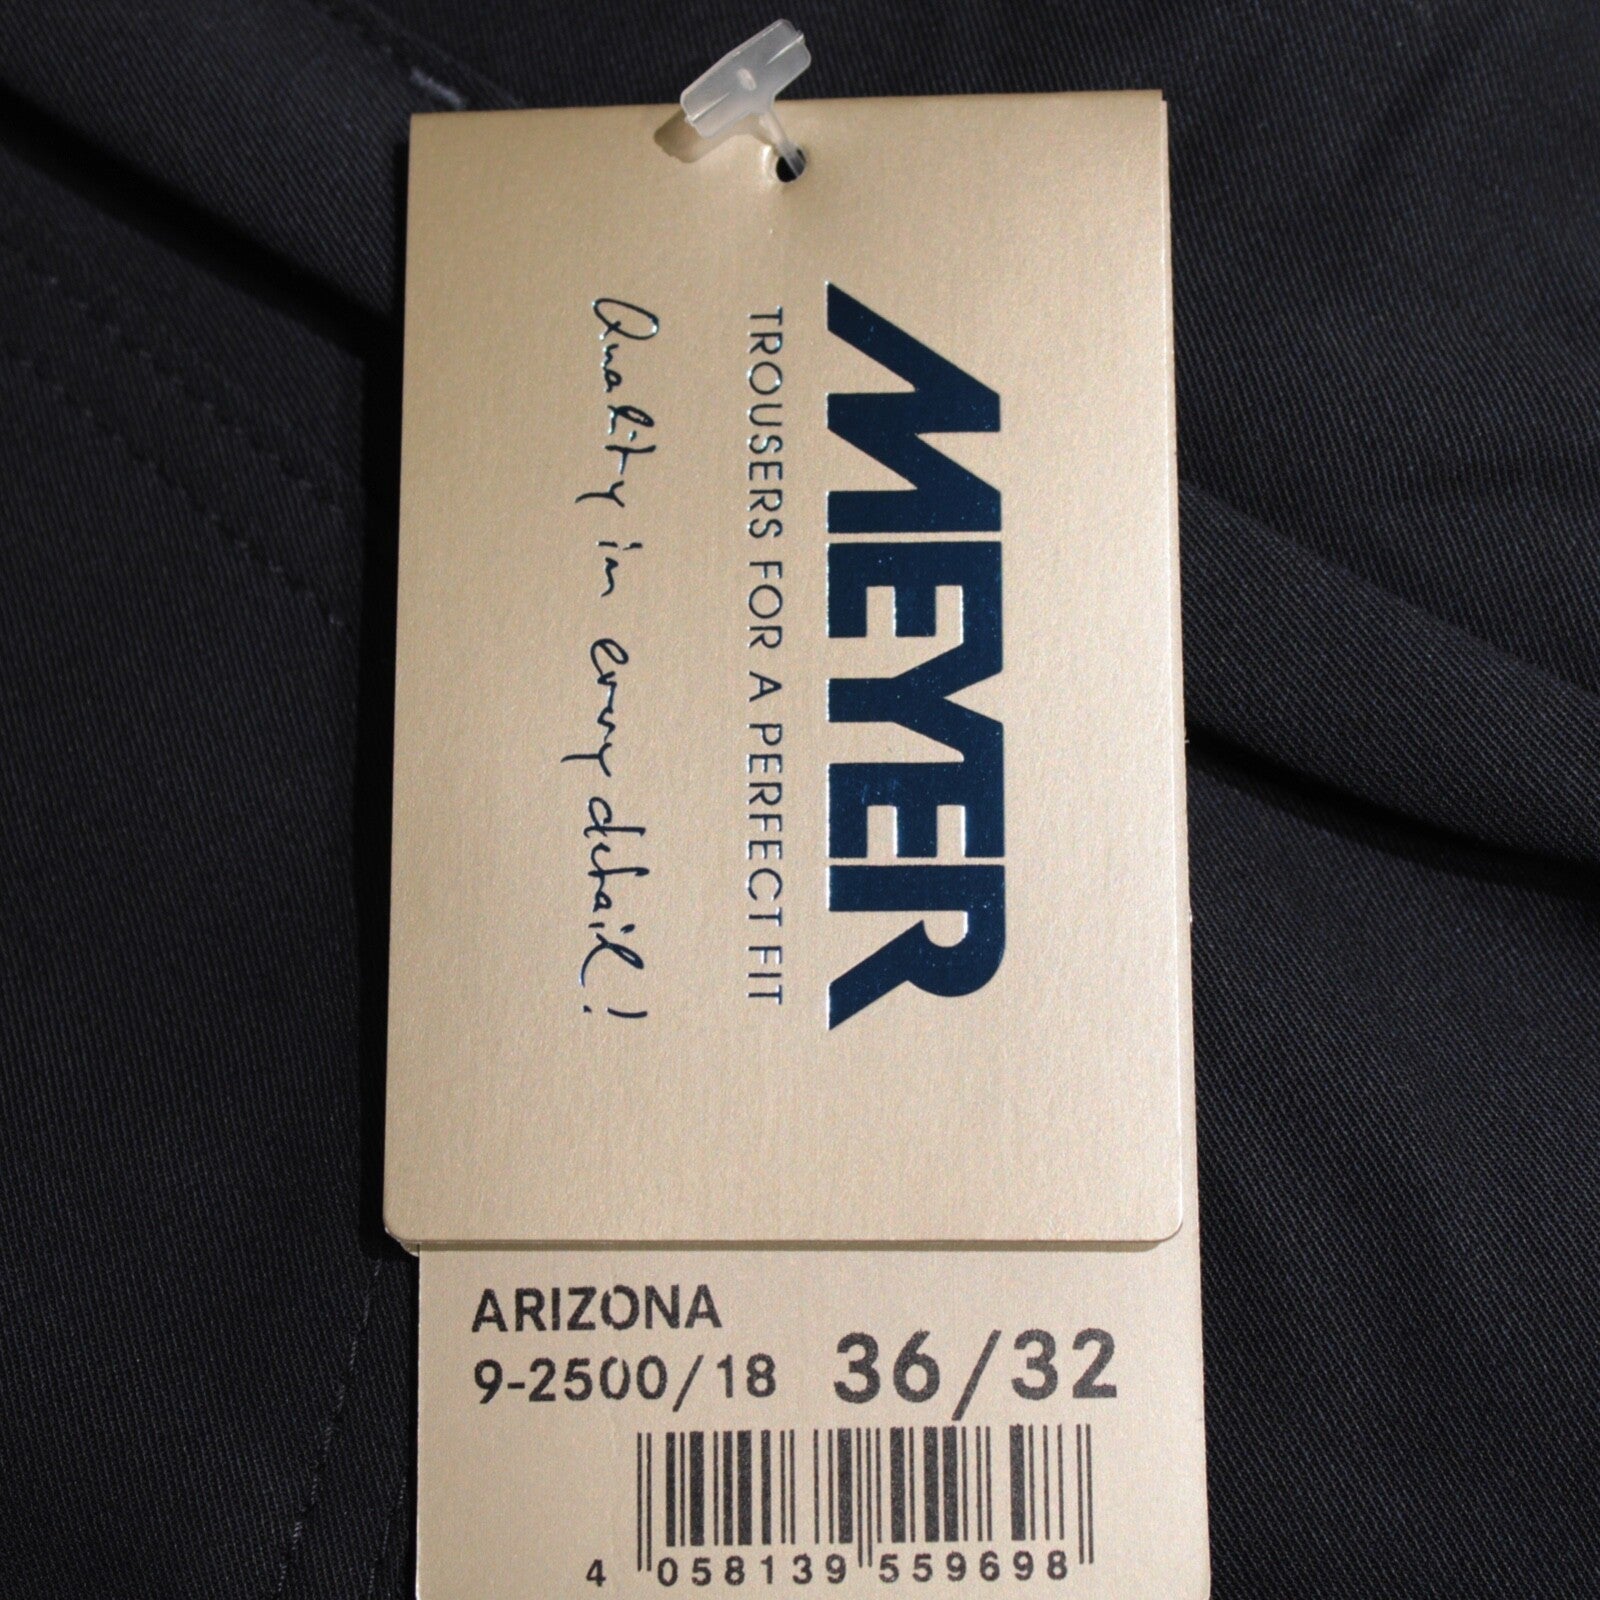 MEYER
TROUSERS FOR A PERFECT FIT
Quality in every detail!
ARIZONA
9-2500/18 36/32
4 058139 559698